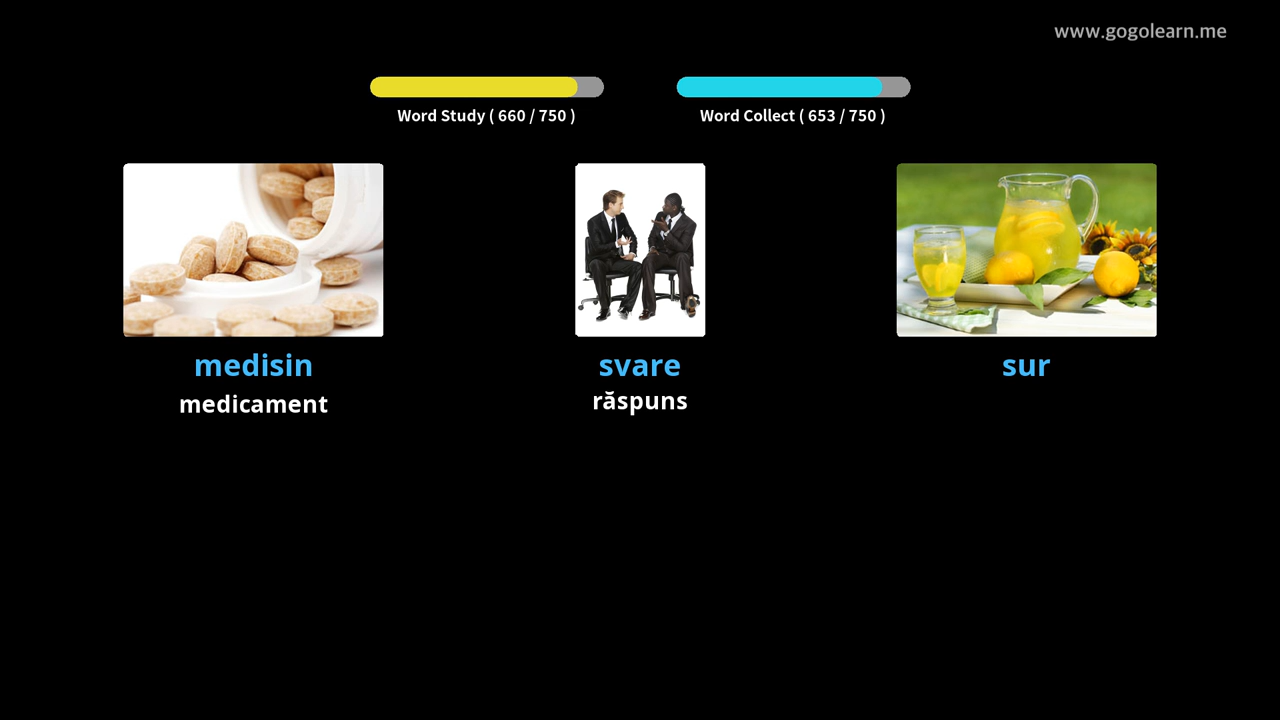 www.gogolearn.me
Word Study ( 660 / 750 )
Word Collect ( 653 / 750 )
medisin
svare
sur
medicament
răspuns